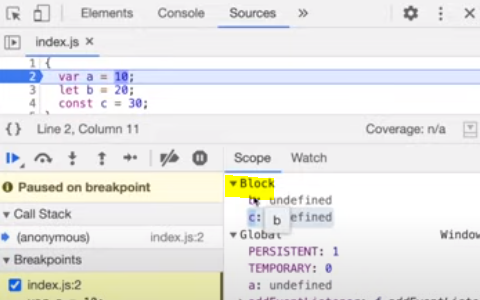 Elements Console Sources »
index.js ×
1 {
2 var a = 10;
3 let b = 20;
4 const c = 30;
{} Line 2, Column 11 Coverage: n/a
Scope Watch
Paused on breakpoint
▼ Call Stack
(anonymous) index.js:2
▼ Breakpoints
index.js:2
▼ Block
b: undefined
c: efined
b
▼ Global Window
PERSISTENT: 1
TEMPORARY: 0
a: undefined